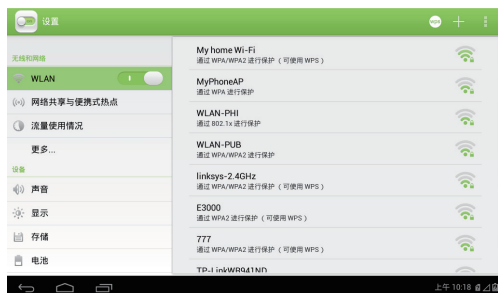 设置
WPS
无线和网络
WLAN
网络共享与便携式热点
流量使用情况
更多...
设备
声音
显示
存储
电池
My home Wi-Fi
通过 WPA/WPA2 进行保护（可使用 WPS）
MyPhoneAP
通过 WPA 进行保护
WLAN-PHI
通过 802.1x 进行保护
WLAN-PUB
通过 WPA/WPA2 进行保护
linksys-2.4GHz
通过 WPA/WPA2 进行保护（可使用 WPS）
E3000
通过 WPA2 进行保护（可使用 WPS）
777
通过 WPA/WPA2 进行保护（可使用 WPS）
TP-LinkWR941ND
上午 10:18